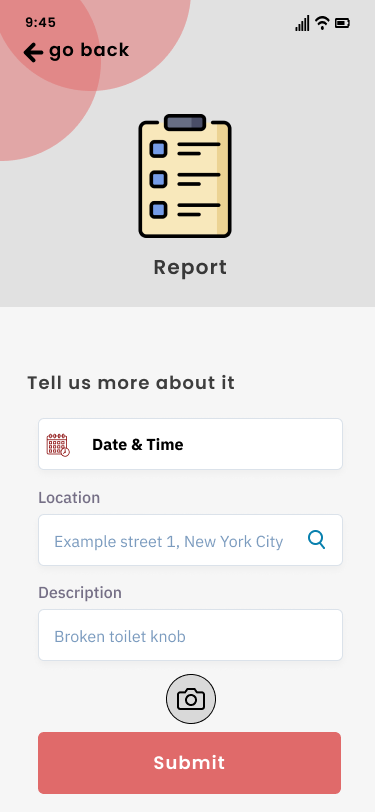 9:45
go back
Report
Tell us more about it
Date & Time
Location
Example street 1, New York City
Description
Broken toilet knob
Submit